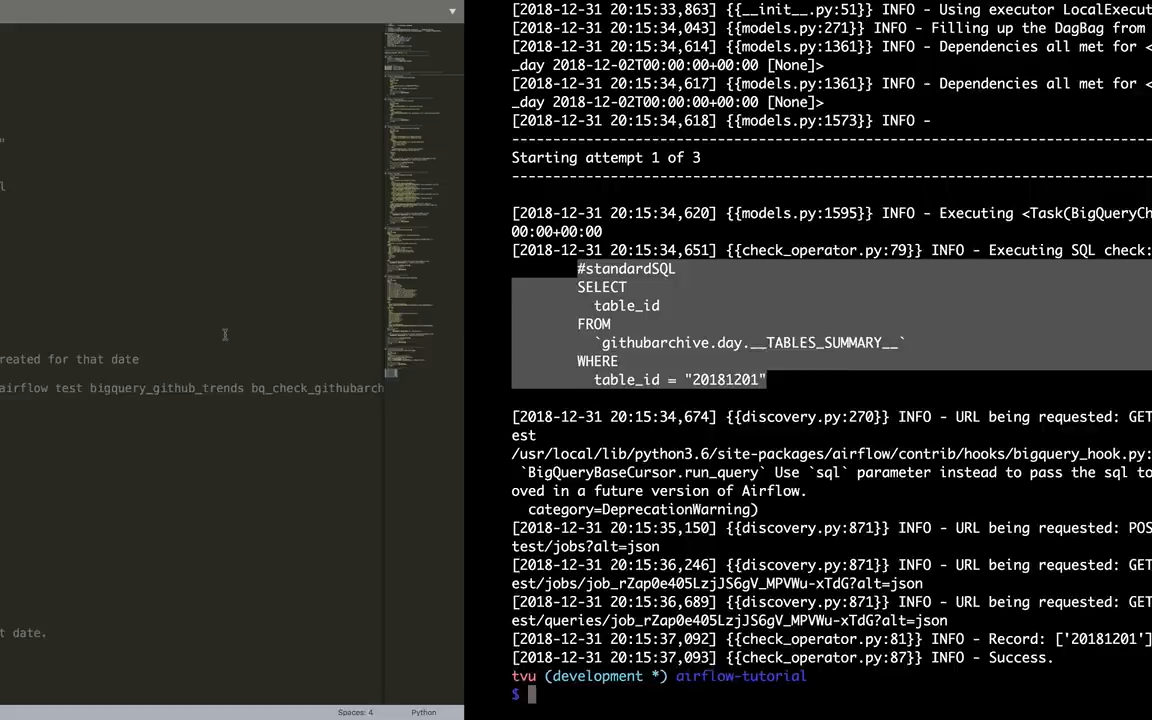 "
l
reated for that date
airflow test bigquery_github_trends bq_check_githubarch
t date.
Spaces: 4 Python
[2018-12-31 20:15:33,863] {{__init__.py:51}} INFO - Using executor LocalExecut
[2018-12-31 20:15:34,043] {{models.py:271}} INFO - Filling up the DagBag from
[2018-12-31 20:15:34,614] {{models.py:1361}} INFO - Dependencies all met for <
_day 2018-12-02T00:00:00+00:00 [None]>
[2018-12-31 20:15:34,617] {{models.py:1361}} INFO - Dependencies all met for <
_day 2018-12-02T00:00:00+00:00 [None]>
[2018-12-31 20:15:34,618] {{models.py:1573}} INFO -
--------------------------------------------------------------------------------
Starting attempt 1 of 3
--------------------------------------------------------------------------------
[2018-12-31 20:15:34,620] {{models.py:1595}} INFO - Executing <Task(BigQueryCh
00:00+00:00
[2018-12-31 20:15:34,651] {{check_operator.py:79}} INFO - Executing SQL check:
#standardSQL
SELECT
table_id
FROM
`githubarchive.day.__TABLES_SUMMARY__`
WHERE
table_id = "20181201"
[2018-12-31 20:15:34,674] {{discovery.py:270}} INFO - URL being requested: GET
est
/usr/local/lib/python3.6/site-packages/airflow/contrib/hooks/bigquery_hook.py:
`BigQueryBaseCursor.run_query` Use `sql` parameter instead to pass the sql to
oved in a future version of Airflow.
category=DeprecationWarning)
[2018-12-31 20:15:35,150] {{discovery.py:871}} INFO - URL being requested: POS
test/jobs?alt=json
[2018-12-31 20:15:36,246] {{discovery.py:871}} INFO - URL being requested: GET
est/jobs/job_rZap0e405LzjJS6gV_MPVWu-xTdG?alt=json
[2018-12-31 20:15:36,689] {{discovery.py:871}} INFO - URL being requested: GET
est/queries/job_rZap0e405LzjJS6gV_MPVWu-xTdG?alt=json
[2018-12-31 20:15:37,092] {{check_operator.py:81}} INFO - Record: ['20181201']
[2018-12-31 20:15:37,093] {{check_operator.py:87}} INFO - Success.
tvu (development *) airflow-tutorial
$